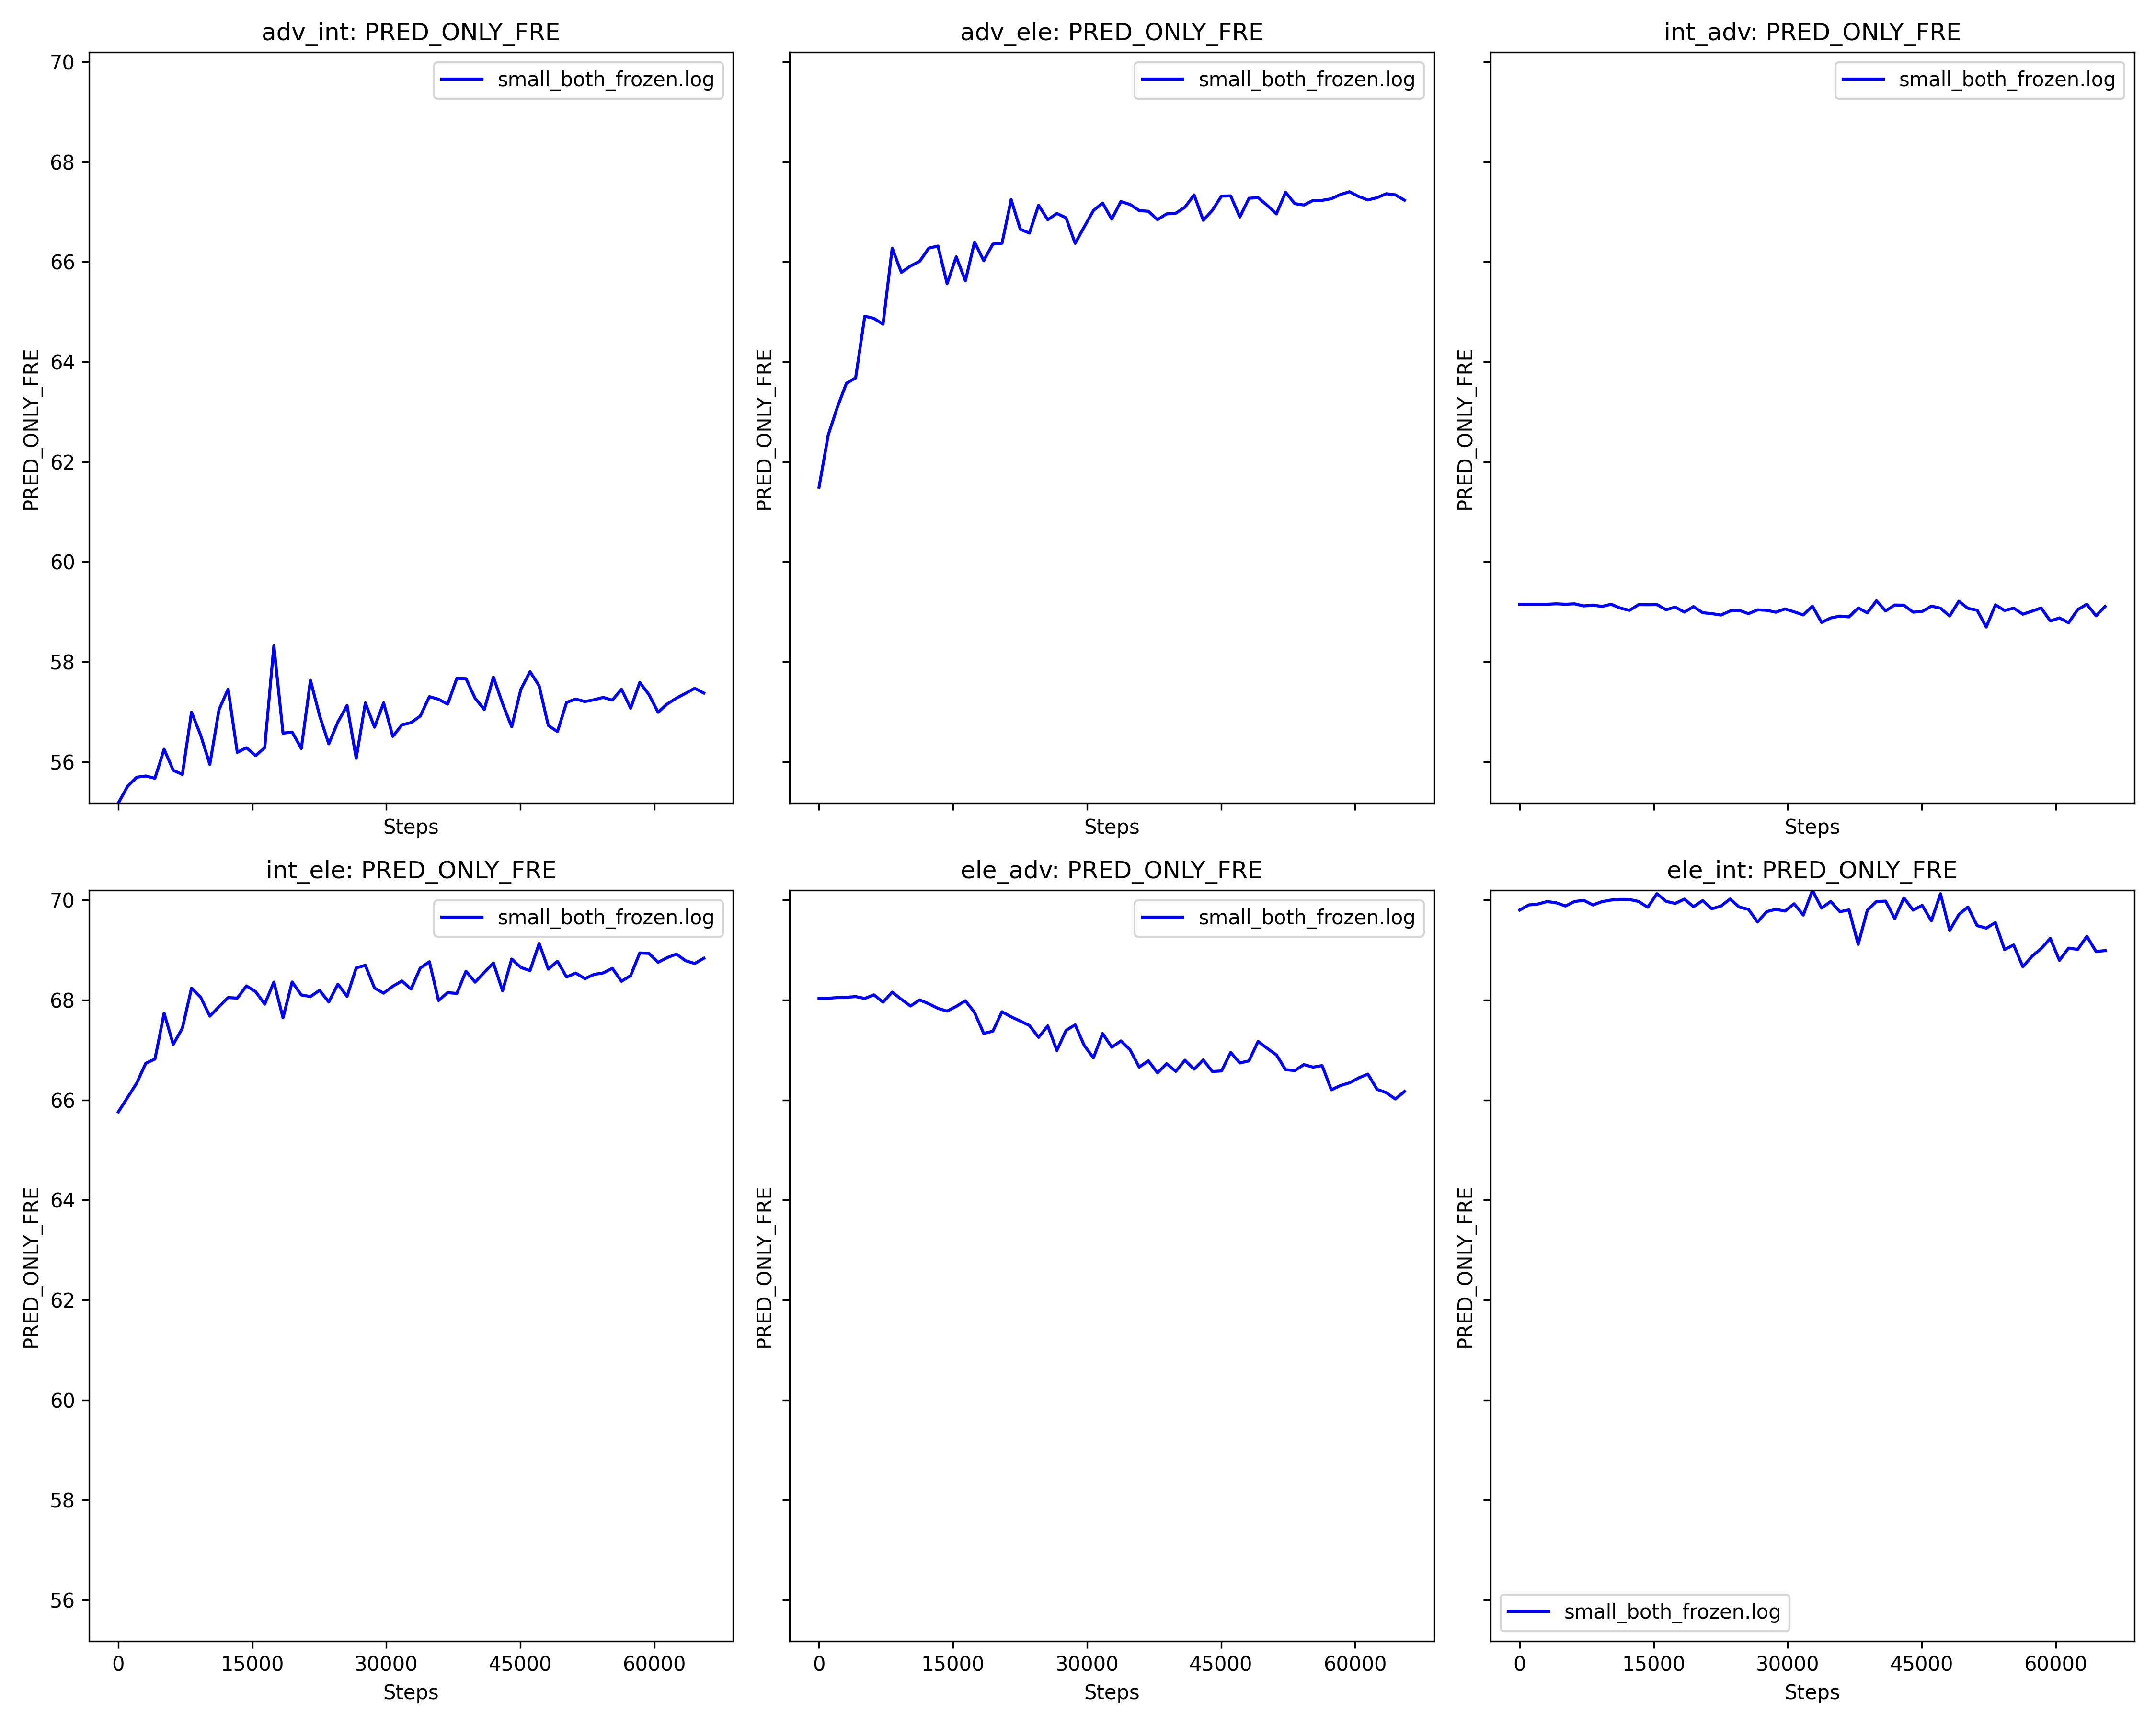 adv_int: PRED_ONLY_FRE
adv_ele: PRED_ONLY_FRE
int_adv: PRED_ONLY_FRE
small_both_frozen.log
small_both_frozen.log
small_both_frozen.log
70
68
66
64
62
60
58
56
PRED_ONLY_FRE
PRED_ONLY_FRE
PRED_ONLY_FRE
Steps
Steps
Steps
int_ele: PRED_ONLY_FRE
ele_adv: PRED_ONLY_FRE
ele_int: PRED_ONLY_FRE
small_both_frozen.log
small_both_frozen.log
small_both_frozen.log
70
68
66
64
62
60
58
56
PRED_ONLY_FRE
PRED_ONLY_FRE
PRED_ONLY_FRE
0 15000 30000 45000 60000
0 15000 30000 45000 60000
0 15000 30000 45000 60000
Steps
Steps
Steps